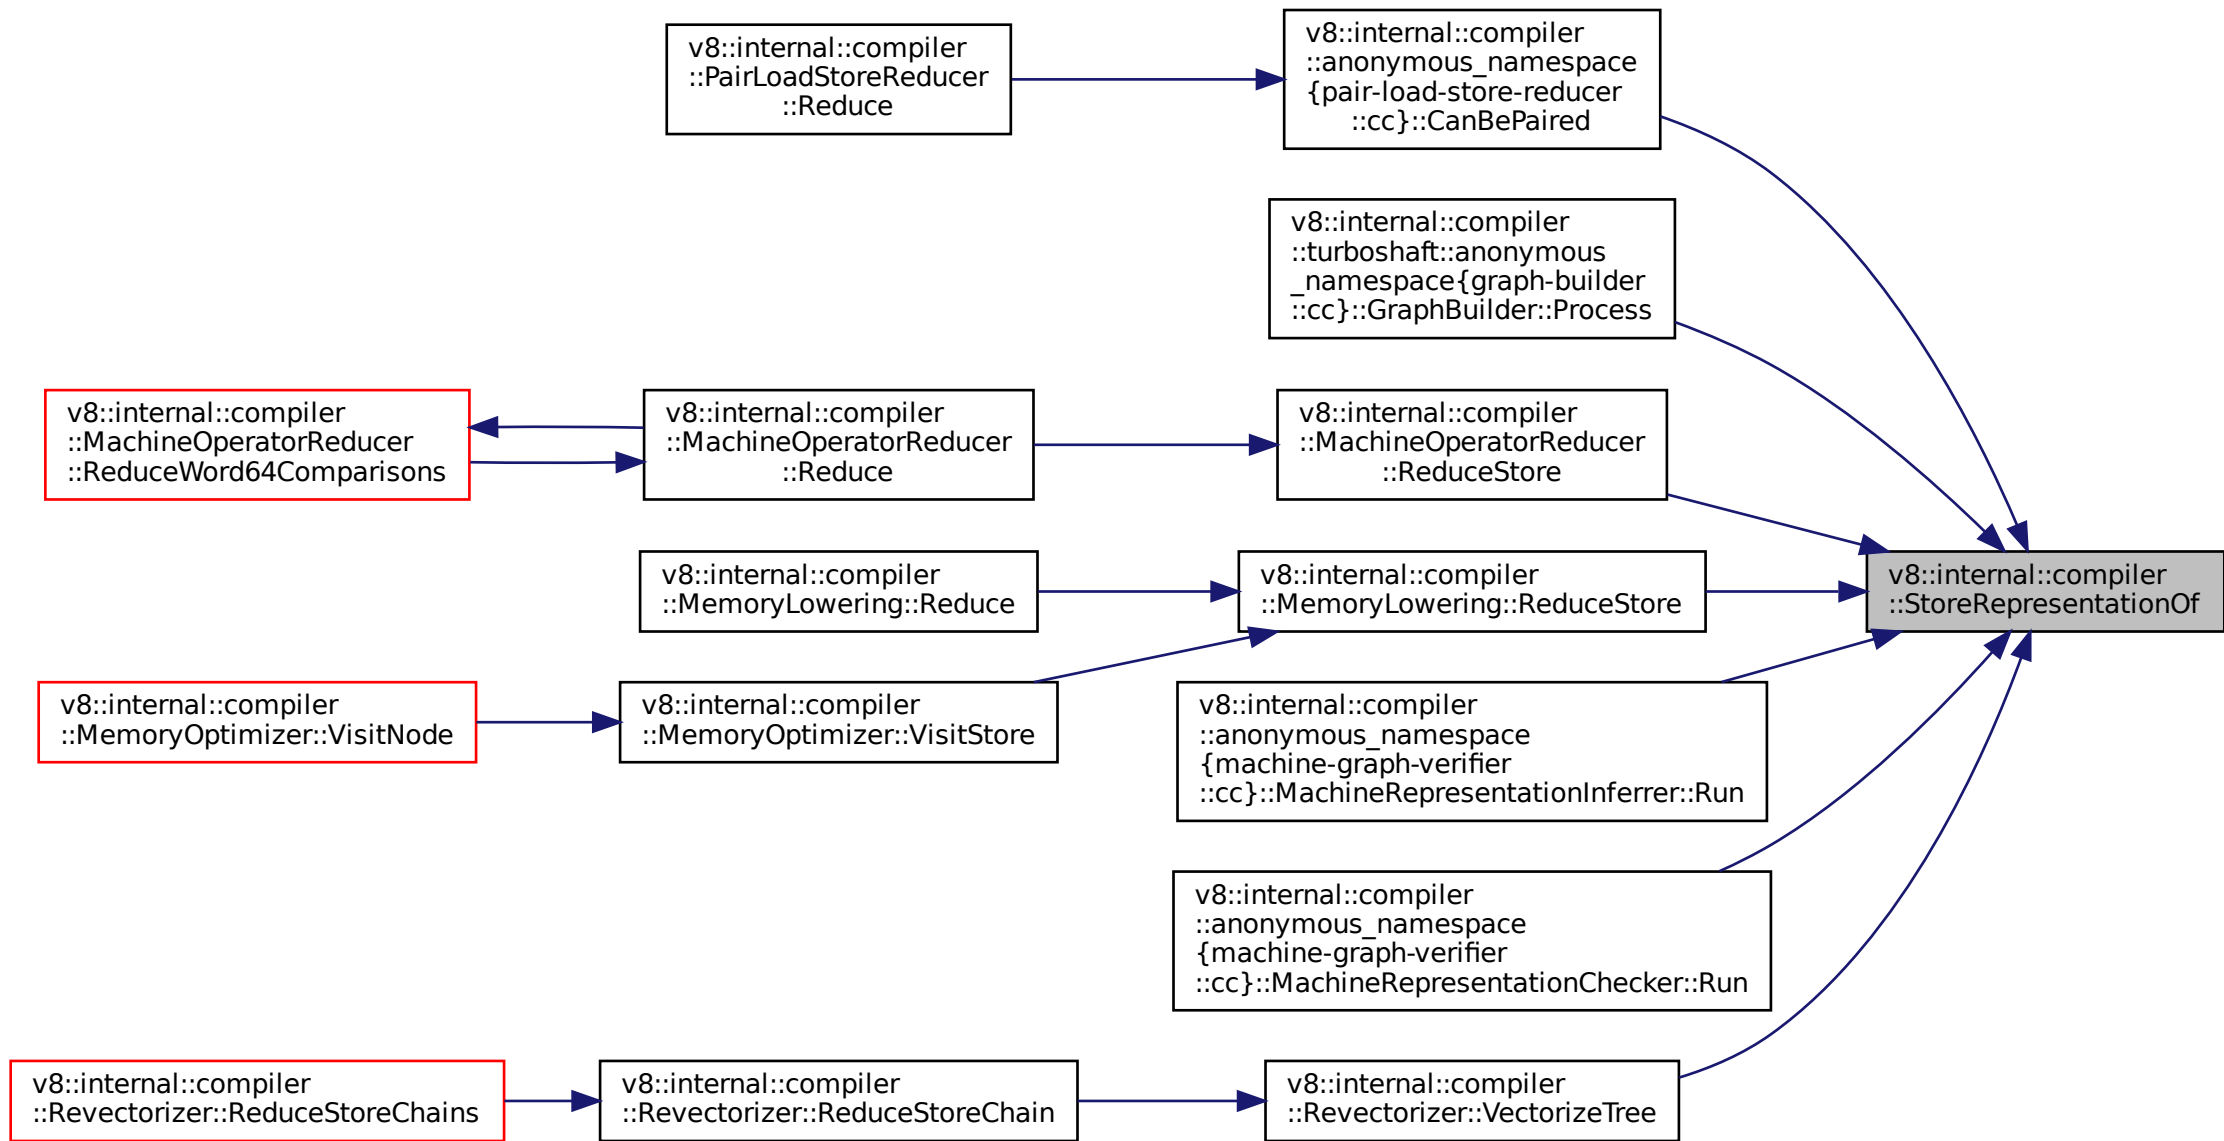 v8::internal::compiler
::PairLoadStoreReducer
::Reduce
v8::internal::compiler
::anonymous_namespace
{pair-load-store-reducer
::cc}::CanBePaired
v8::internal::compiler
::turboshaft::anonymous
_namespace{graph-builder
::cc}::GraphBuilder::Process
v8::internal::compiler
::MachineOperatorReducer
::ReduceWord64Comparisons
v8::internal::compiler
::MachineOperatorReducer
::Reduce
v8::internal::compiler
::MachineOperatorReducer
::ReduceStore
v8::internal::compiler
::MemoryLowering::Reduce
v8::internal::compiler
::MemoryLowering::ReduceStore
v8::internal::compiler
::StoreRepresentationOf
v8::internal::compiler
::MemoryOptimizer::VisitNode
v8::internal::compiler
::MemoryOptimizer::VisitStore
v8::internal::compiler
::anonymous_namespace
{machine-graph-verifier
::cc}::MachineRepresentationInferrer::Run
v8::internal::compiler
::anonymous_namespace
{machine-graph-verifier
::cc}::MachineRepresentationChecker::Run
v8::internal::compiler
::Revectorizer::ReduceStoreChains
v8::internal::compiler
::Revectorizer::ReduceStoreChain
v8::internal::compiler
::Revectorizer::VectorizeTree